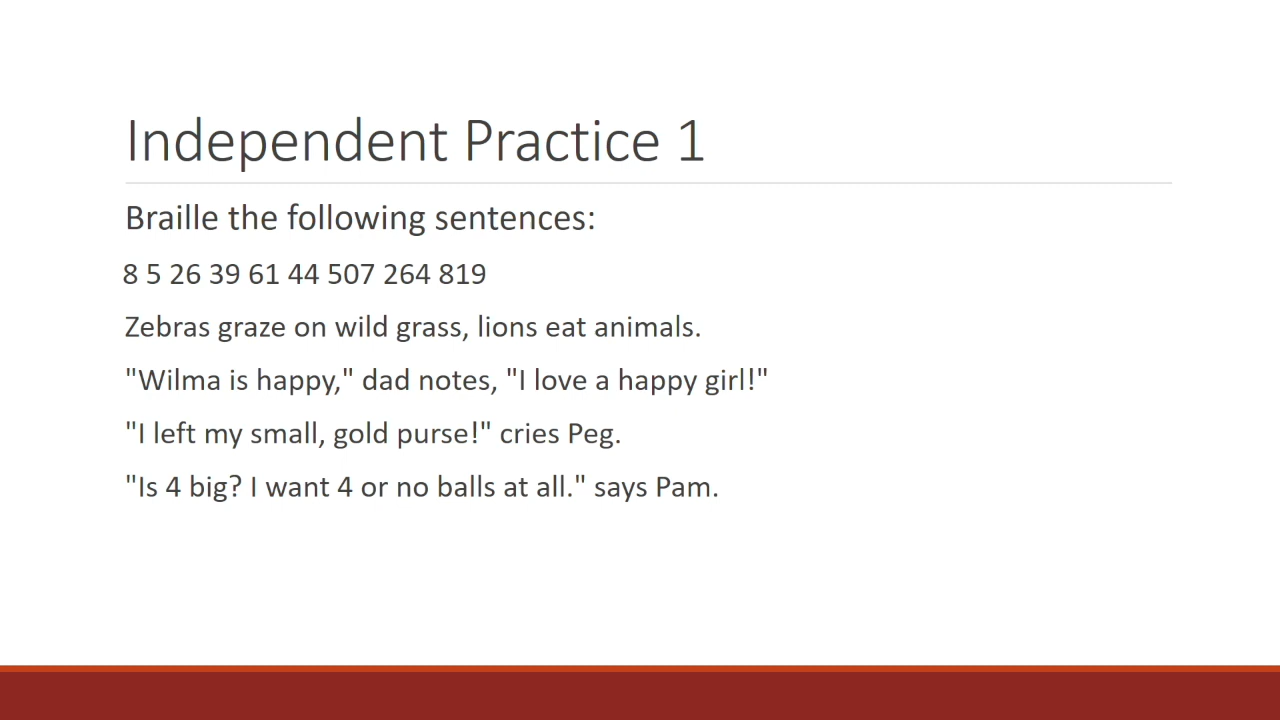 Independent Practice 1
Braille the following sentences:
8 5 26 39 61 44 507 264 819
Zebras graze on wild grass, lions eat animals.
"Wilma is happy," dad notes, "I love a happy girl!"
"I left my small, gold purse!" cries Peg.
"Is 4 big? I want 4 or no balls at all." says Pam.